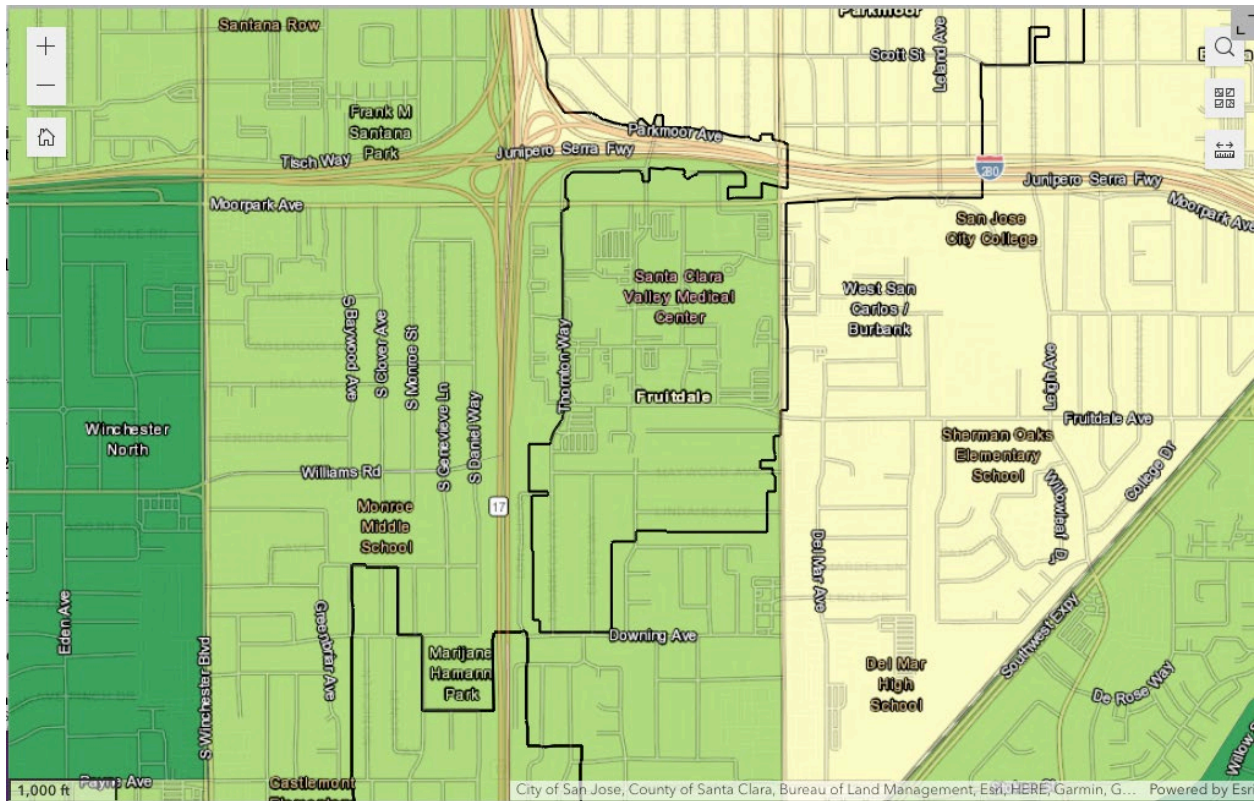 Santana Row
Parkmoor
Scott St
Leland Ave
Frank M
Santana
Park
Parkmoor Ave
Tisch Way
Junipero Serra Fwy
280
Junipero Serra Fwy
Moorpark Ave
Moorpark Ave
San Jose
City College
Santa Clara
Valley Medical
Center
West San
Carlos /
Burbank
S Baywood Ave
S Clover Ave
S Monroe St
S Genevieve Ln
S Daniel Way
Thornton Way
Leigh Ave
Fruitdale
Fruitdale Ave
Winchester
North
Sherman Oaks
Elementary
School
College Dr
Williams Rd
Willowleaf Dr
17
Monroe
Middle
School
Del Mar Ave
Eden Ave
Greenbriar Ave
Downing Ave
Southwest Expy
Marijane
Hamann
Park
Del Mar
High
School
De Rose Way
S Winchester Blvd
Payne Ave
Castlemont
1,000 ft
City of San Jose, County of Santa Clara, Bureau of Land Management, Esri, HERE, Garmin, G...
Powered by Esri